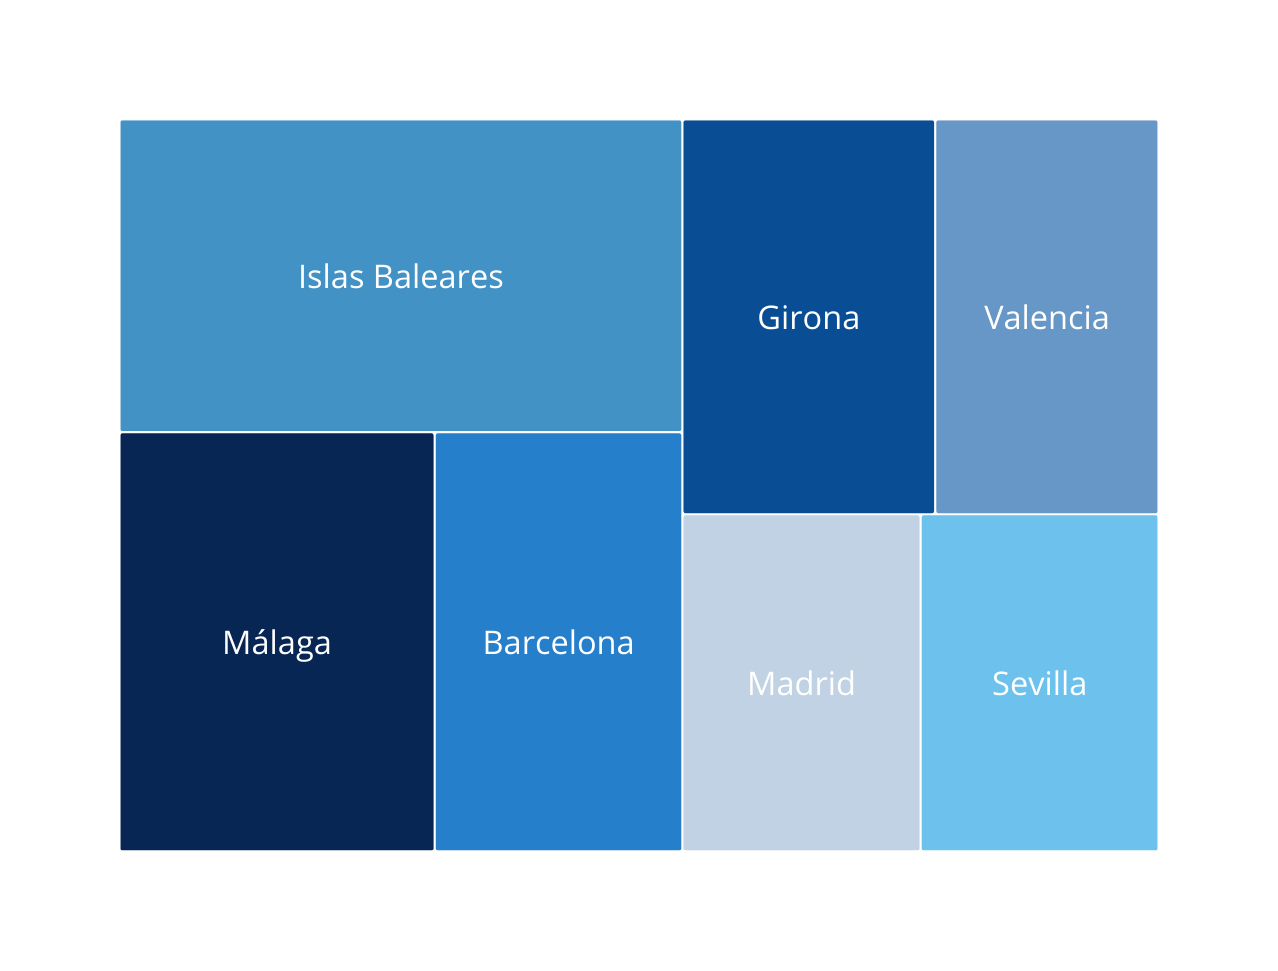 Islas Baleares
Girona
Valencia
Málaga
Barcelona
Madrid
Sevilla